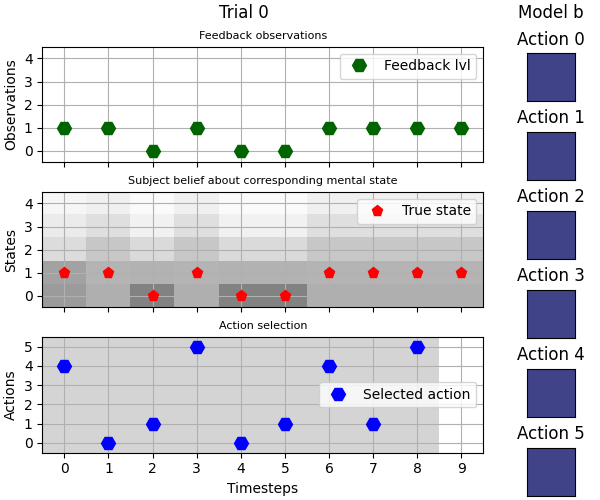 Trial 0
Model b
Feedback observations
Observations
4
3
2
1
0
Feedback lvl
Subject belief about corresponding mental state
States
4
3
2
1
0
True state
Action selection
Actions
5
4
3
2
1
0
Selected action
0 1 2 3 4 5 6 7 8 9
Timesteps
Action 0
Action 1
Action 2
Action 3
Action 4
Action 5